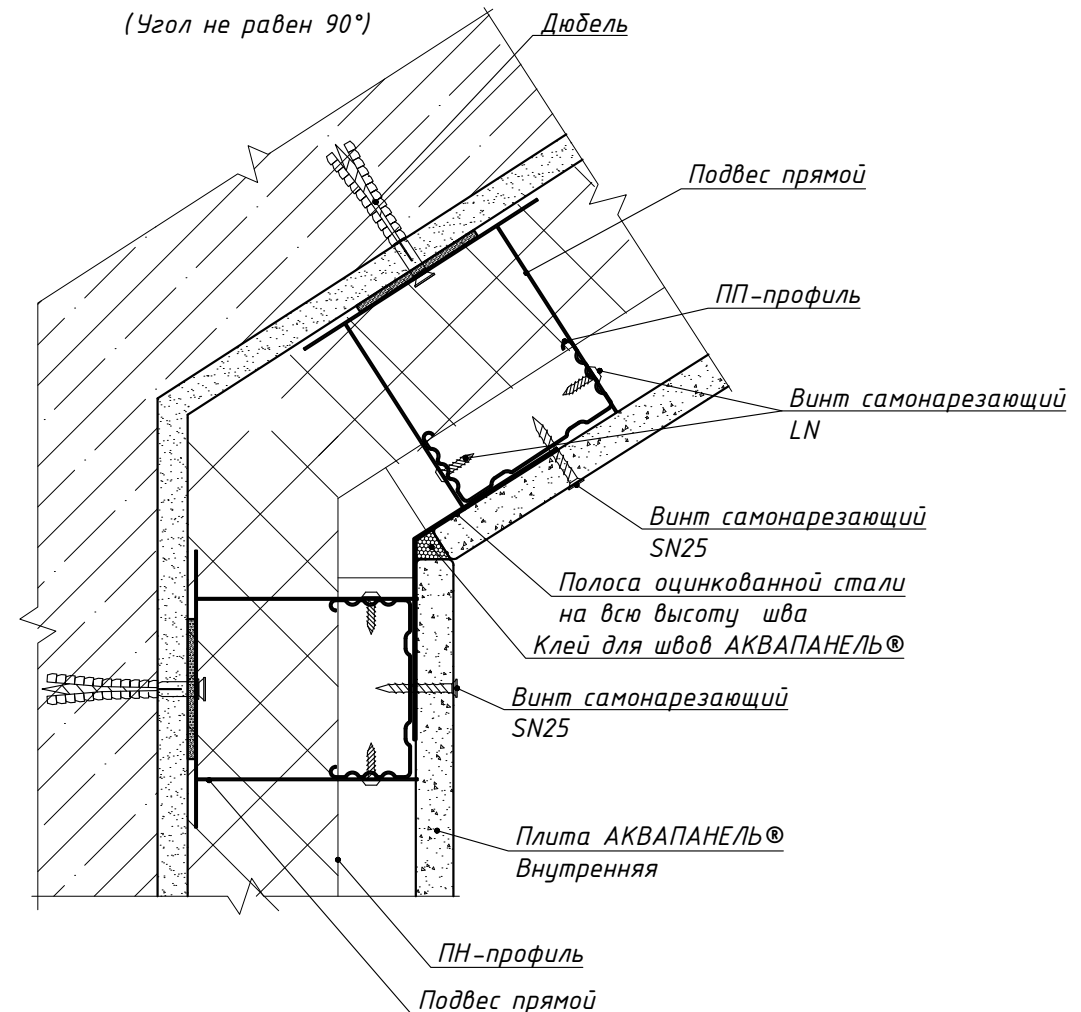 (Угол не равен 90°)
Дюбель
Подвес прямой
ПП-профиль
Винт самонарезающий
LN
Винт самонарезающий
SN25
Полоса оцинкованной стали
на всю высоту шва
Клей для швов АКВАПАНЕЛЬ®
Винт самонарезающий
SN25
Плита АКВАПАНЕЛЬ®
Внутренняя
ПН-профиль
Подвес прямой